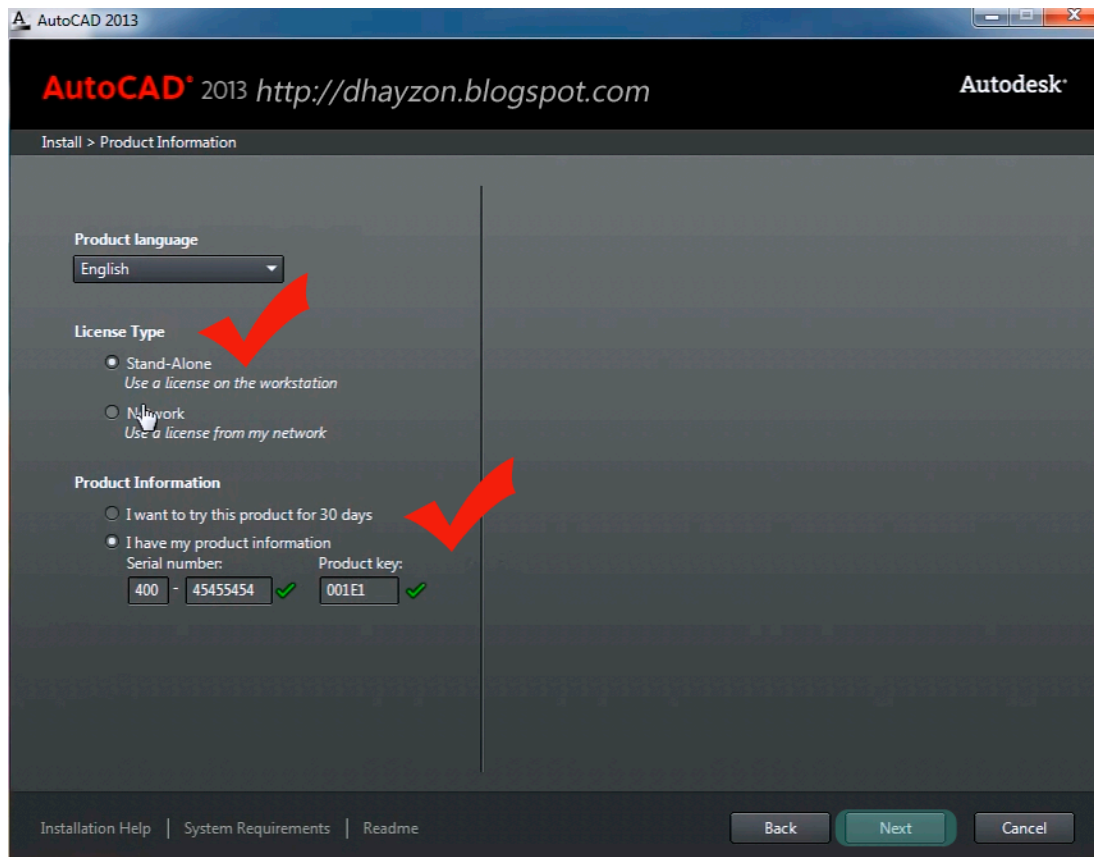 AutoCAD 2013
AutoCAD® 2013 http://dhayzon.blogspot.com
Autodesk®
Install > Product Information
Product language
English
License Type
Stand-Alone
Use a license on the workstation
Network
Use a license from my network
Product Information
I want to try this product for 30 days
I have my product information
Serial number: Product key:
400 - 45455454 001E1
Installation Help | System Requirements | Readme
Back Next Cancel